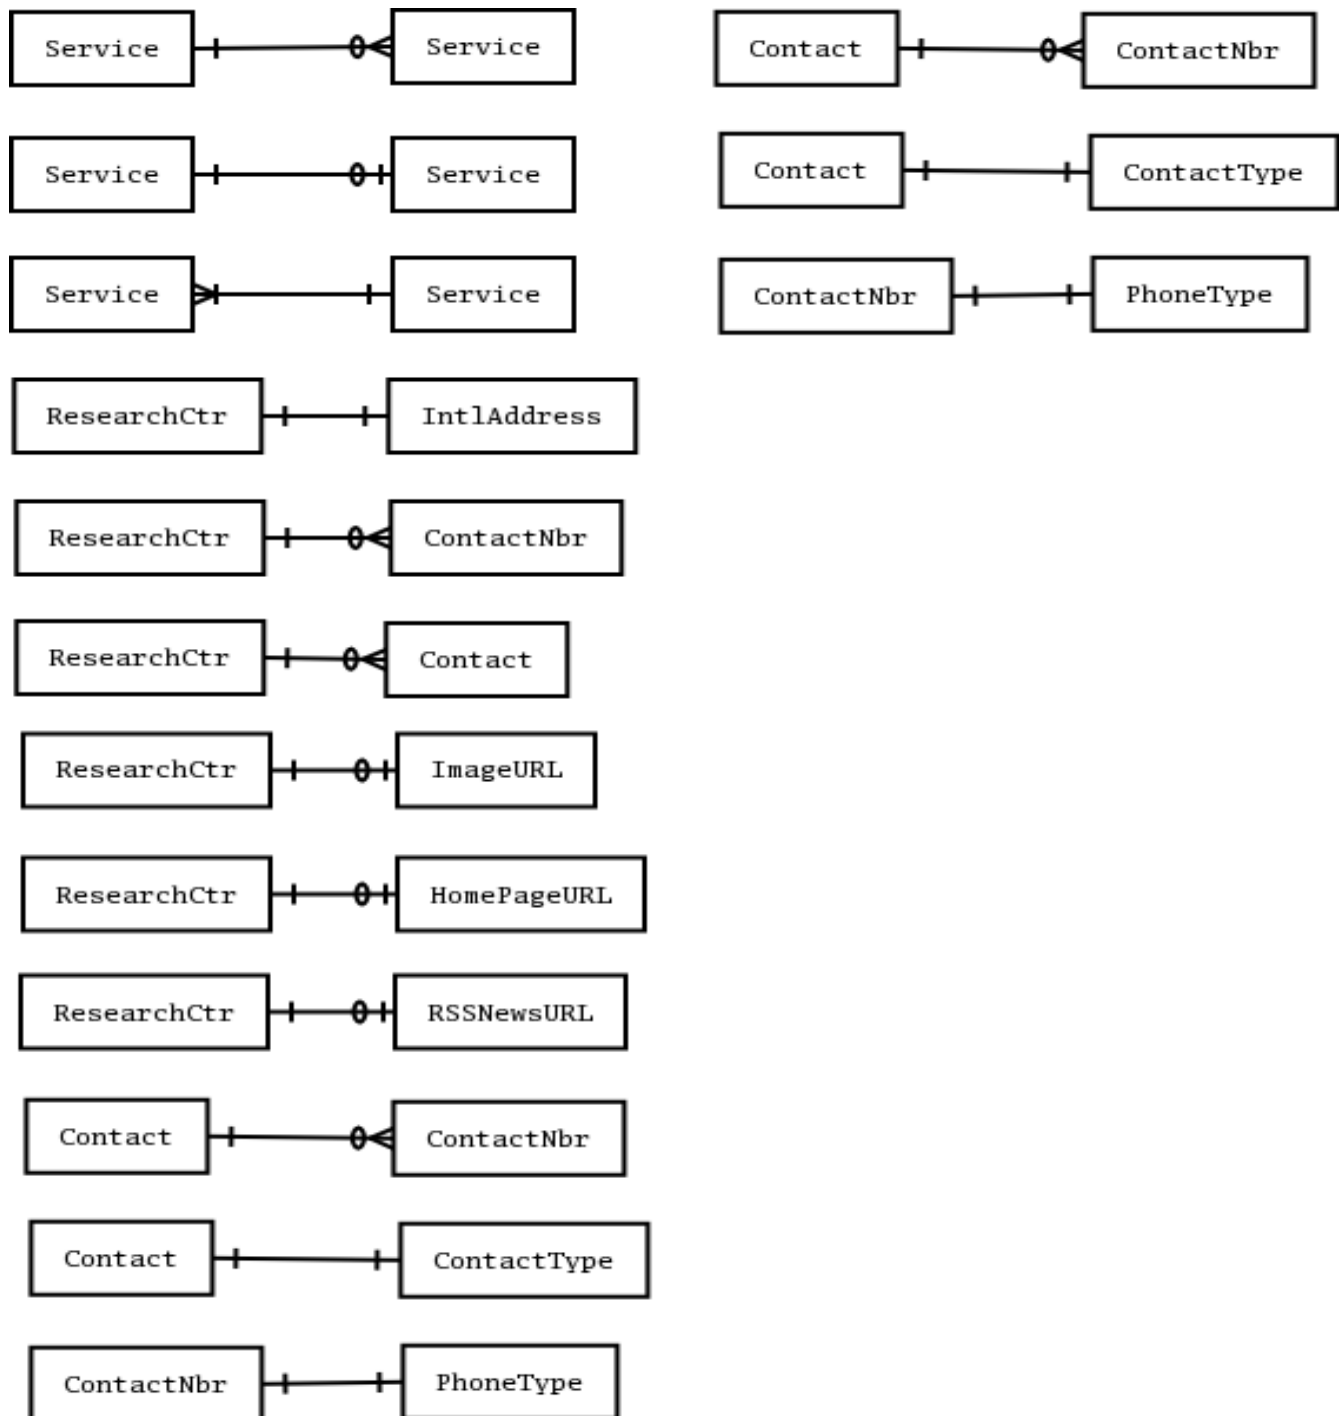 Service Service
Service Service
Service Service
ResearchCtr IntlAddress
ResearchCtr ContactNbr
ResearchCtr Contact
ResearchCtr ImageURL
ResearchCtr HomePageURL
ResearchCtr RSSNewsURL
Contact ContactNbr
Contact ContactType
ContactNbr PhoneType
Contact ContactNbr
Contact ContactType
ContactNbr PhoneType